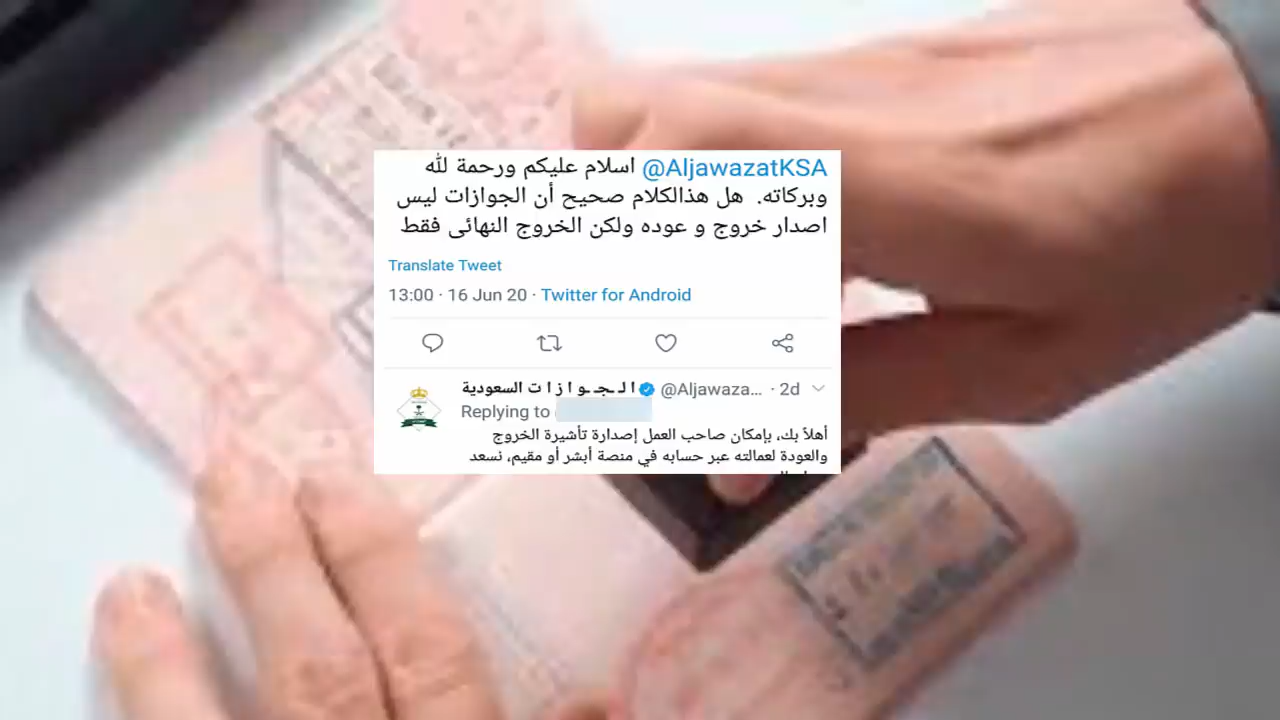 @AljawazatKSA اسلام عليكم ورحمة لله
وبركاته. هل هذالكلام صحيح أن الجوازات ليس
اصدار خروج و عوده ولكن الخروج النهائى فقط
Translate Tweet
13:00 · 16 Jun 20 · Twitter for Android
الـجـوازات السعودية @Aljawaza... · 2d
Replying to
أهلاً بك، بإمكان صاحب العمل إصدارة تأشيرة الخروج
والعودة لعمالته عبر حسابه في منصة أبشر أو مقيم، نسعد